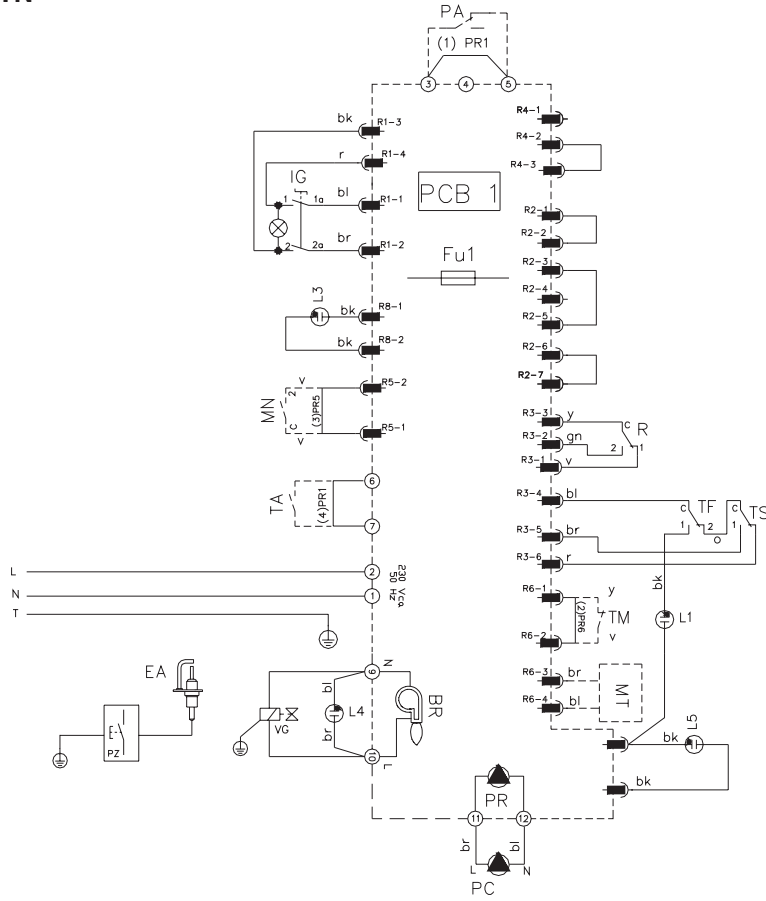 PA
(1) PR1
3
4
5
bk
R1-3
r
R1-4
IG
1
1a
bl
R1-1
2
2a
br
R1-2
PCB 1
Fu1
L3
bk
R8-1
bk
R8-2
MN
2
C
v
v
(3)PR5
R5-2
R5-1
TA
(4)PR1
6
7
L
N
T
2
1
230 Vca
50 Hz
R4-1
R4-2
R4-3
R2-1
R2-2
R2-3
R2-4
R2-5
R2-6
R2-7
R3-3
y
R3-2
gn
R3-1
v
C
R
2
1
R3-4
bl
R3-5
br
R3-6
r
C
TF
1
2
C
TS
1
bk
L1
R6-1
y
(2)PR6
TM
R6-2
v
R6-3
br
R6-4
bl
MT
bk
L5
bk
EA
PZ
VG
bl
L4
br
9
N
BR
10
L
PR
11
12
br
bl
L
N
PC